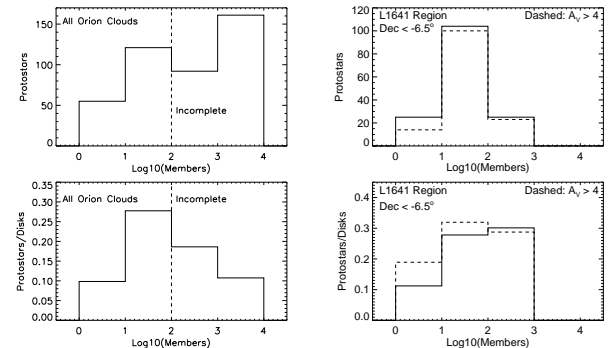 All Orion Clouds
Incomplete
Protostars
150
100
50
0
0 1 2 3 4
Log10(Members)
L1641 Region
Dashed: A_V > 4
Dec < -6.5°
Protostars
120
100
80
60
40
20
0
0 1 2 3 4
Log10(Members)
All Orion Clouds
Incomplete
Protostars/Disks
0.35
0.30
0.25
0.20
0.15
0.10
0.05
0.00
0 1 2 3 4
Log10(Members)
L1641 Region
Dashed: A_V > 4
Dec < -6.5°
Protostars/Disks
0.4
0.3
0.2
0.1
0.0
0 1 2 3 4
Log10(Members)